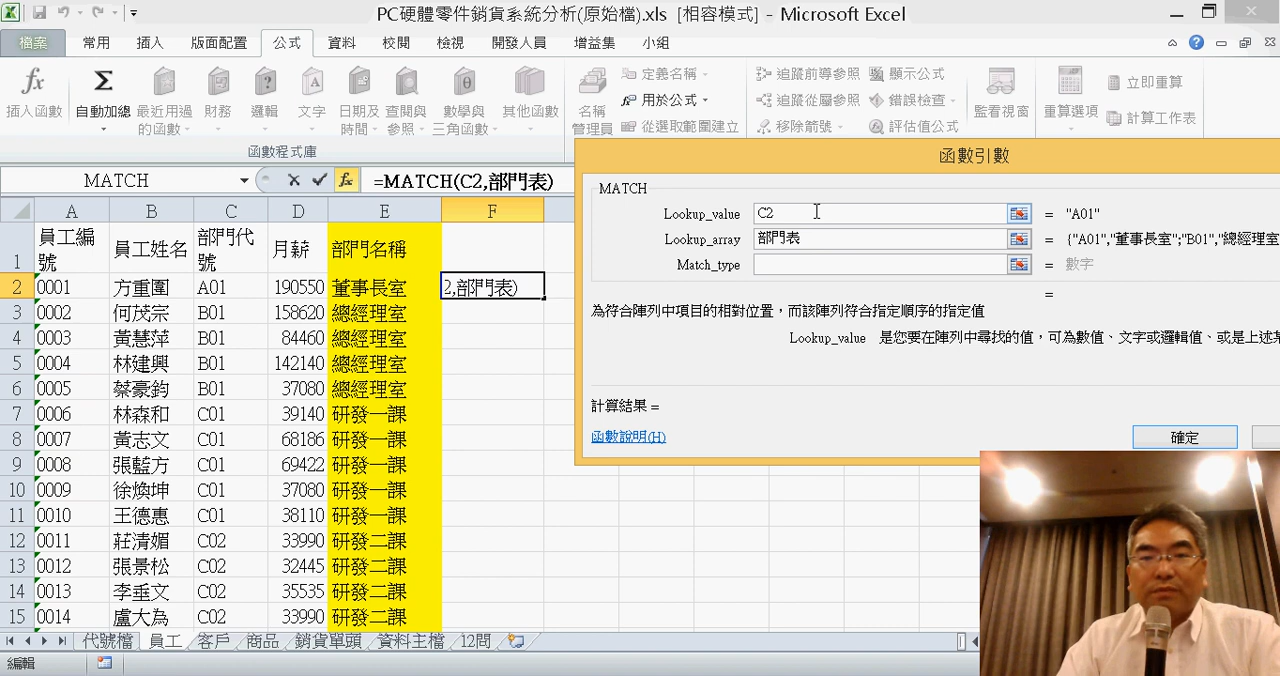 PC硬體零件銷貨系統分析(原始檔).xls [相容模式] - Microsoft Excel
檔案 常用 插入 版面配置 公式 資料 校閱 檢視 開發人員 增益集 小組
插入函數 自動加總 最近用過的函數 財務 邏輯 文字 日期及時間 查閱與參照 數學與三角函數 其他函數
函數程式庫
名稱管理員 定義名稱 用於公式 從選取範圍建立
追蹤前導參照 追蹤從屬參照 移除箭號 顯示公式 錯誤檢查 評估值公式
監看視窗 重算選項 立即重算 計算工作表
MATCH fx =MATCH(C2,部門表)
函數引數
MATCH
Lookup_value C2 = "A01"
Lookup_array 部門表 = {"A01","董事長室";"B01","總經理室
Match_type = 數字
=
為符合陣列中項目的相對位置，而該陣列符合指定順序的指定值
Lookup_value 是您要在陣列中尋找的值，可為數值、文字或邏輯值、或是上述某
計算結果 =
函數說明(H) 確定
A B C D E F
1 員工編號 員工姓名 部門代號 月薪 部門名稱
2 0001 方重圍 A01 190550 董事長室 2,部門表)
3 0002 何茂宗 B01 158620 總經理室
4 0003 黃慧萍 B01 84460 總經理室
5 0004 林建興 B01 142140 總經理室
6 0005 蔡豪鈞 B01 37080 總經理室
7 0006 林森和 C01 39140 研發一課
8 0007 黃志文 C01 68186 研發一課
9 0008 張藍方 C01 69422 研發一課
10 0009 徐煥坤 C01 37080 研發一課
11 0010 王德惠 C01 38110 研發一課
12 0011 莊清媚 C02 33990 研發二課
13 0012 張景松 C02 32445 研發二課
14 0013 李垂文 C02 35535 研發二課
15 0014 盧大為 C02 33990 研發二課
代號檔 員工 客戶 商品 銷貨單頭 資料主檔 12問
編輯